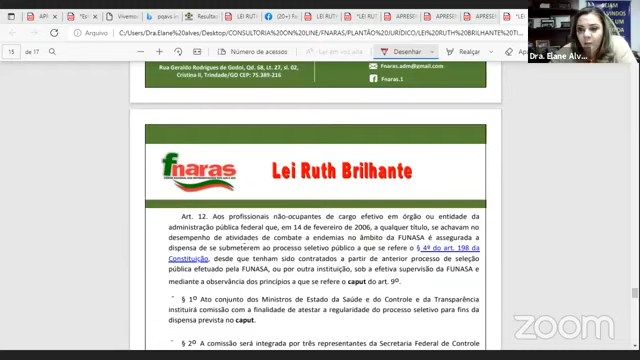 15 de 17
C:/Users/Dra.Elane alves/Desktop/CONSULTORIA%20ON%20LINE/FNARAS/PLANTÃO%20JURÍDICO/LEI%20RUTH%20BRILHANTE%20TI...
Número de acessos
Ler em voz alta
Desenhar
Realçar
Apagar
Dra. Elane Alv...
Rua Geraldo Rodrigues de Godoi, Qd. 68, Lt. 27, sl. 02,
Cristina II, Trindade/GO CEP: 75.389-216
Fnaras.adm@gmail.com
Fnaras.1
fnaras
Lei Ruth Brilhante
Art. 12. Aos profissionais não-ocupantes de cargo efetivo em órgão ou entidade da
administração pública federal que, em 14 de fevereiro de 2006, a qualquer título, se achavam no
desempenho de atividades de combate a endemias no âmbito da FUNASA é assegurada a
dispensa de se submeterem ao processo seletivo público a que se refere o § 4º do art. 198 da
Constituição, desde que tenham sido contratados a partir de anterior processo de seleção
pública efetuado pela FUNASA, ou por outra instituição, sob a efetiva supervisão da FUNASA e
mediante a observância dos princípios a que se refere o caput do art. 9º.
§ 1º Ato conjunto dos Ministros de Estado da Saúde e do Controle e da Transparência
instituirá comissão com a finalidade de atestar a regularidade do processo seletivo para fins da
dispensa prevista no caput.
§ 2º A comissão será integrada por três representantes da Secretaria Federal de Controle
zoom